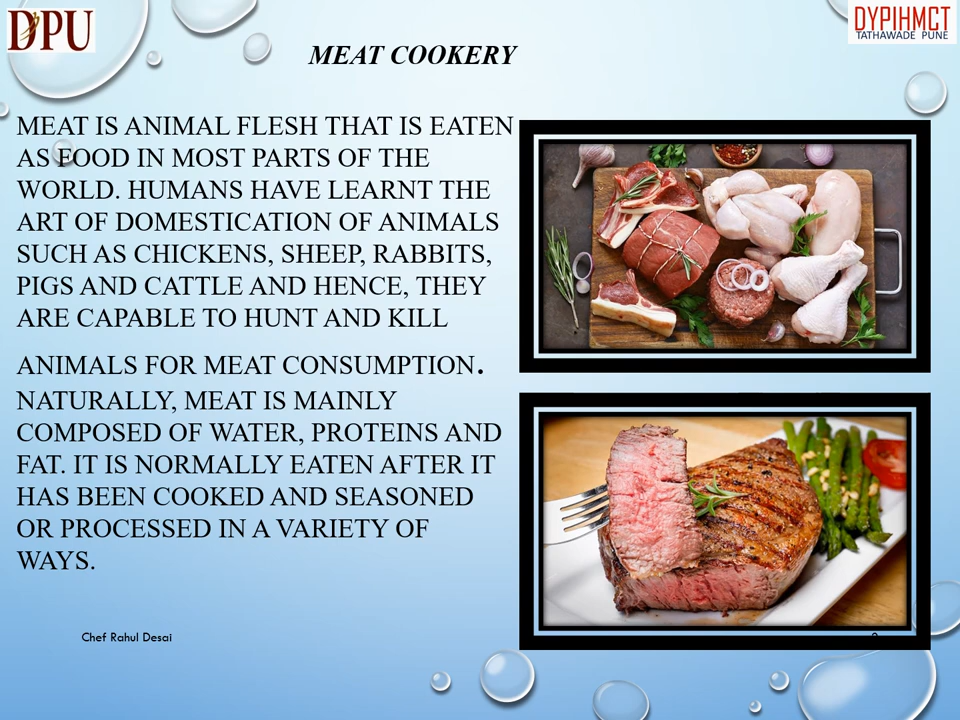 DPU
DYPIHMCT
TATHAWADE PUNE
MEAT COOKERY
MEAT IS ANIMAL FLESH THAT IS EATEN
AS FOOD IN MOST PARTS OF THE
WORLD. HUMANS HAVE LEARNT THE
ART OF DOMESTICATION OF ANIMALS
SUCH AS CHICKENS, SHEEP, RABBITS,
PIGS AND CATTLE AND HENCE, THEY
ARE CAPABLE TO HUNT AND KILL
ANIMALS FOR MEAT CONSUMPTION.
NATURALLY, MEAT IS MAINLY
COMPOSED OF WATER, PROTEINS AND
FAT. IT IS NORMALLY EATEN AFTER IT
HAS BEEN COOKED AND SEASONED
OR PROCESSED IN A VARIETY OF
WAYS.
Chef Rahul Desai